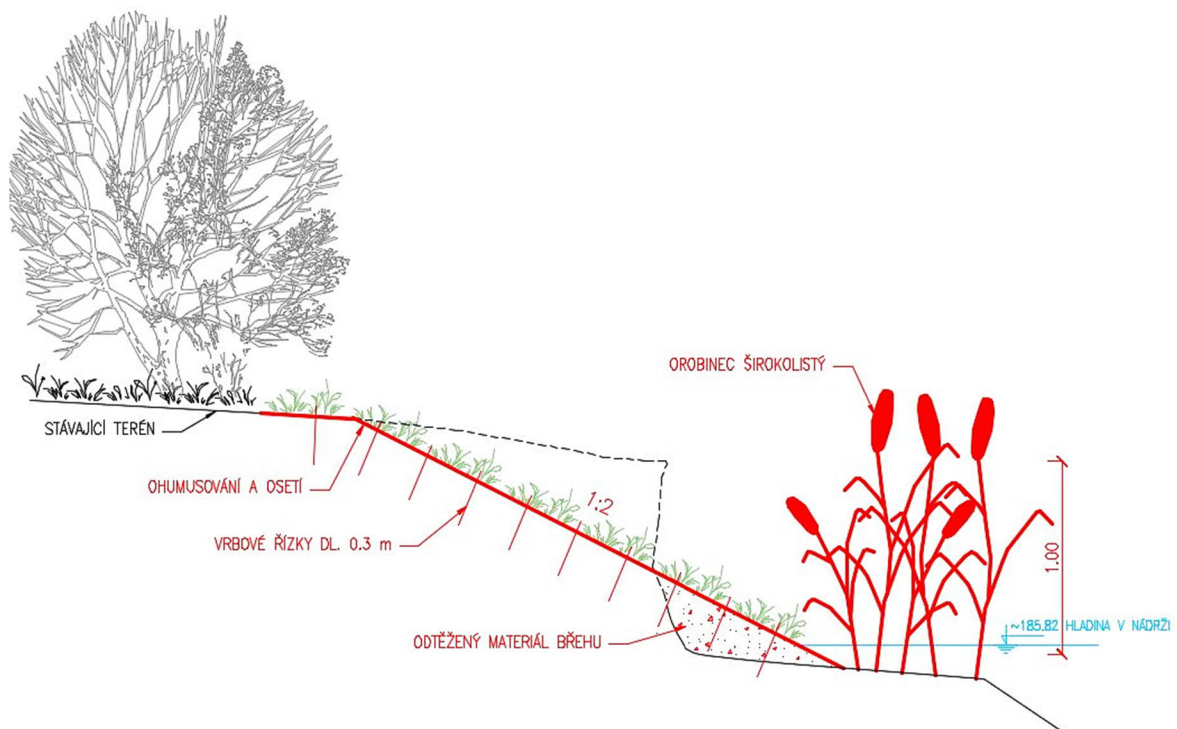 OROBINEC ŠIROKOLISTÝ
STÁVAJÍCÍ TERÉN
OHUMUSOVÁNÍ A OSETÍ
1:2
VRBOVÉ ŘÍZKY DL. 0.3 m
1.00
~185.82 HLADINA V NÁDRŽI
ODTĚŽENÝ MATERIÁL BŘEHU